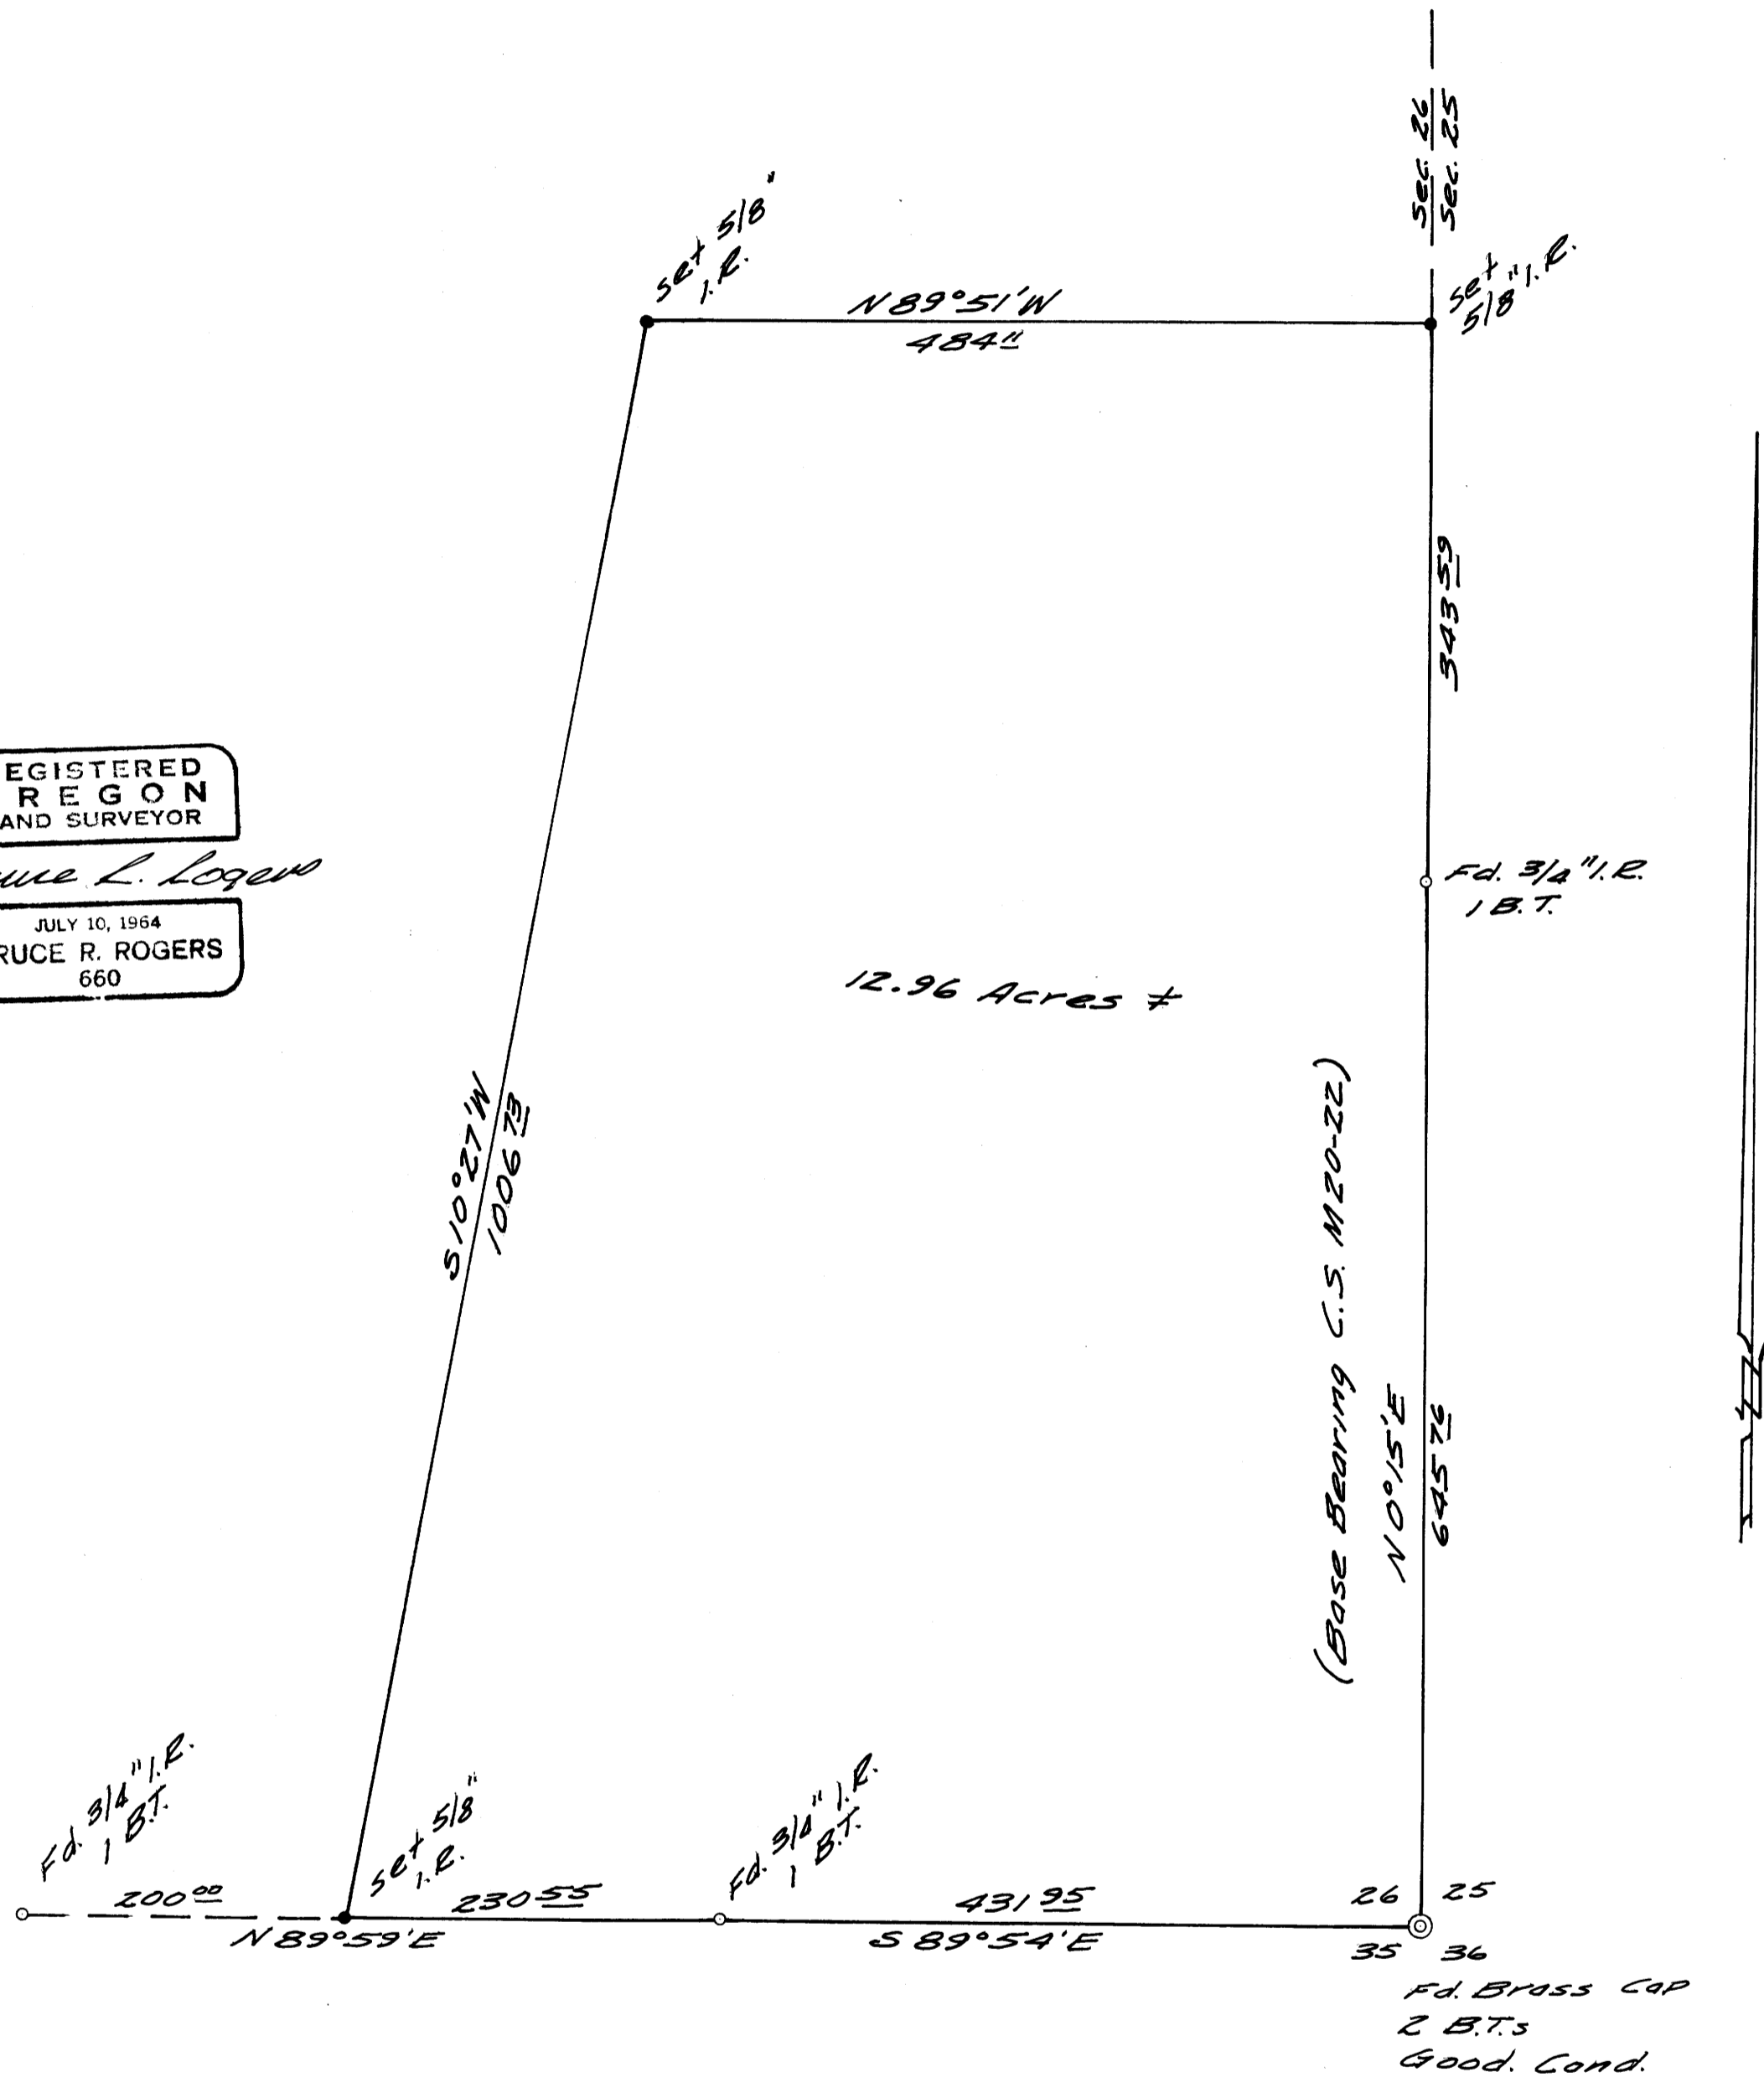 Sec. 26
Sec. 25
set 5/8"
I.R.
set
5/8" I.R.
N 89°51' W
484 11
343 59
EGISTERED
REGON
AND SURVEYOR
JULY 10, 1964
RUCE R. ROGERS
660
Fd. 3/4" I.R.
1 B.T.
12.96 Acres ±
S 10°27' W
1006 73
(Base Bearing C.S. M20-22)
N 0°15' E
645 76
Fd. 3/4" I.R.
1 B.T.
set 5/8"
I.R.
Fd. 3/4" I.R.
1 B.T.
200 00
230 55
431 95
26 25
N 89°59' E
S 89°54' E
35 36
Fd. Brass Cap
2 B.T.s
Good. Cond.